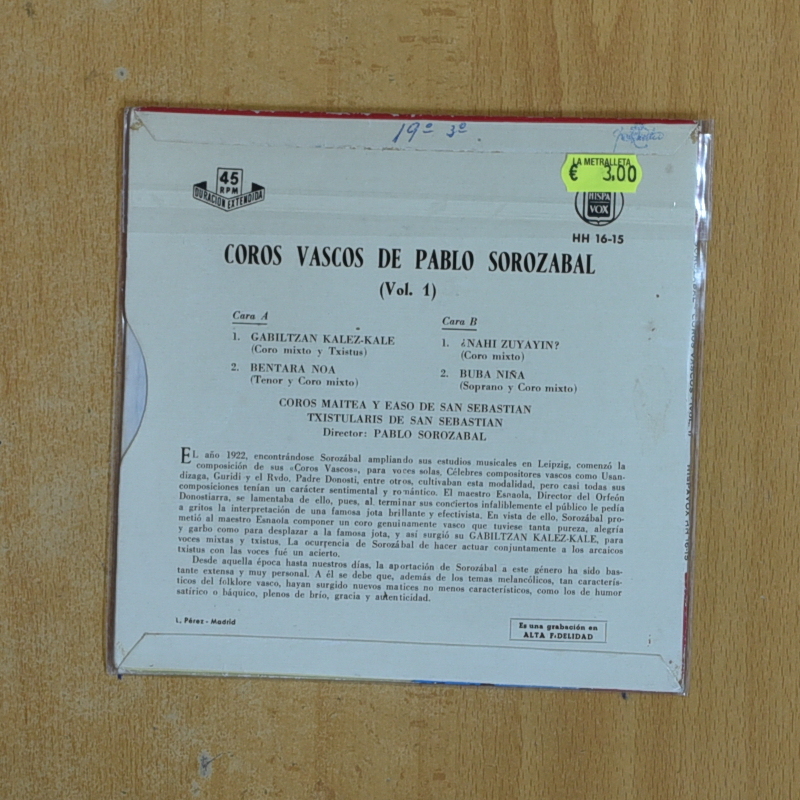 19º 3º.
LA METRALLETA
€ 3,00
45
RPM
DURACION EXTENDIDA
HISPA
VOX
HH 16-15
COROS VASCOS DE PABLO SOROZABAL
(Vol. 1)
Cara A
1. GABILTZAN KALEZ-KALE
(Coro mixto y Txistus)
2. BENTARA NOA
(Tenor y Coro mixto)
Cara B
1. ¿NAHI ZUYAYIN?
(Coro mixto)
2. BUBA NIÑA
(Soprano y Coro mixto)
COROS MAITEA Y EASO DE SAN SEBASTIAN
TXISTULARIS DE SAN SEBASTIAN
Director: PABLO SOROZABAL
EL año 1922, encontrándose Sorozábal ampliando sus estudios musicales en Leipzig, comenzó la
composición de sus «Coros Vascos», para voces solas. Célebres compositores vascos como Usan-
dizaga, Guridi y el Rvdo. Padre Donosti, entre otros, cultivaban esta modalidad, pero casi todas sus
composiciones tenían un carácter sentimental y romántico. El maestro Esnaola, Director del Orfeón
Donostiarra, se lamentaba de ello, pues, al terminar sus conciertos infaliblemente el público le pedía
a gritos la interpretación de una famosa jota brillante y efectivista. En vista de ello, Sorozábal pro-
metió al maestro Esnaola componer un coro genuinamente vasco que tuviese tanta pureza, alegría
y garbo como para desplazar a la famosa jota, y así surgió su GABILTZAN KALEZ-KALE, para
voces mixtas y txistus. La ocurrencia de Sorozábal de hacer actuar conjuntamente a los arcaicos
txistus con las voces fué un acierto.
Desde aquella época hasta nuestros días, la aportación de Sorozábal a este género ha sido bas-
tante extensa y muy personal. A él se debe que, además de los temas melancólicos, tan caracterís-
ticos del folklore vasco, hayan surgido nuevos matices no menos característicos, como los de humor
satírico o báquico, plenos de brío, gracia y autenticidad.
L. Pérez - Madrid
Es una grabación en
ALTA FIDELIDAD